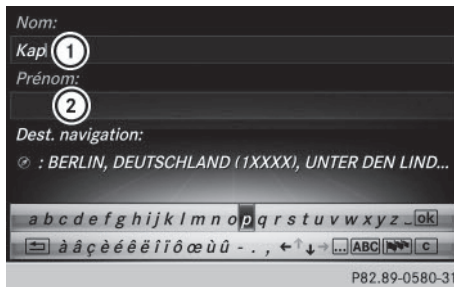 Nom:
Kap
1
Prénom:
2
Dest. navigation:
: BERLIN, DEUTSCHLAND (1XXXX), UNTER DEN LIND...
a b c d e f g h i j k l m n o p q r s t u v w x y z _ ok
à â ç è é ê ë î ï ô œ ù û - . , ←↑↓→ ... ABC c
P82.89-0580-31